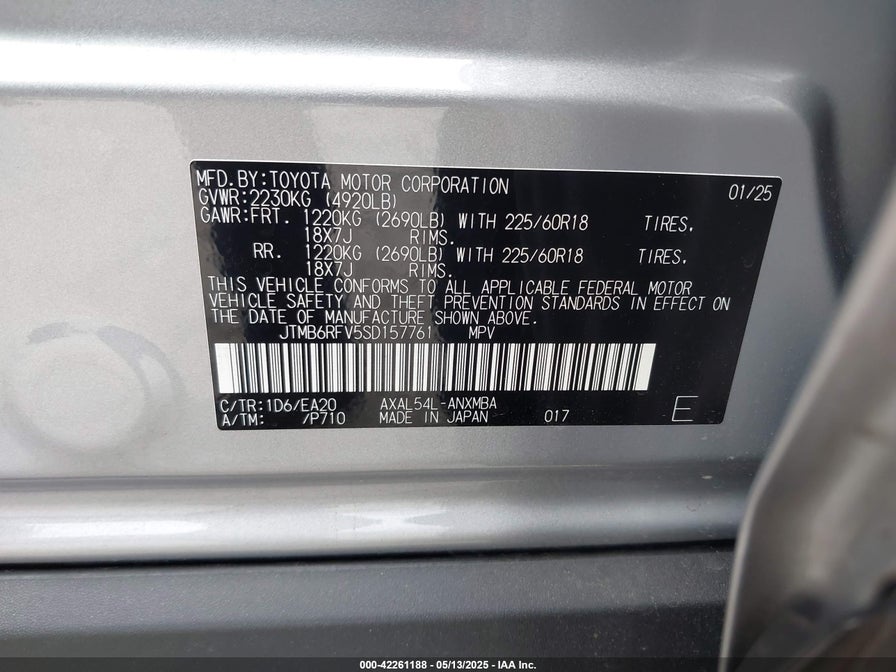 MFD.BY:TOYOTA MOTOR CORPORATION 01/25
GVWR:2230KG (4920LB)
GAWR:FRT. 1220KG (2690LB) WITH 225/60R18 TIRES.
18X7J RIMS.
RR. 1220KG (2690LB) WITH 225/60R18 TIRES.
18X7J RIMS.
THIS VEHICLE CONFORMS TO ALL APPLICABLE FEDERAL MOTOR
VEHICLE SAFETY AND THEFT PREVENTION STANDARDS IN EFFECT ON
THE DATE OF MANUFACTURE SHOWN ABOVE.
JTMB6RFV5SD157761 MPV
C/TR:1D6/EA20 AXAL54L-ANXMBA
A/TM: /P710 MADE IN JAPAN 017 E
000-42261188 - 05/13/2025 - IAA Inc.